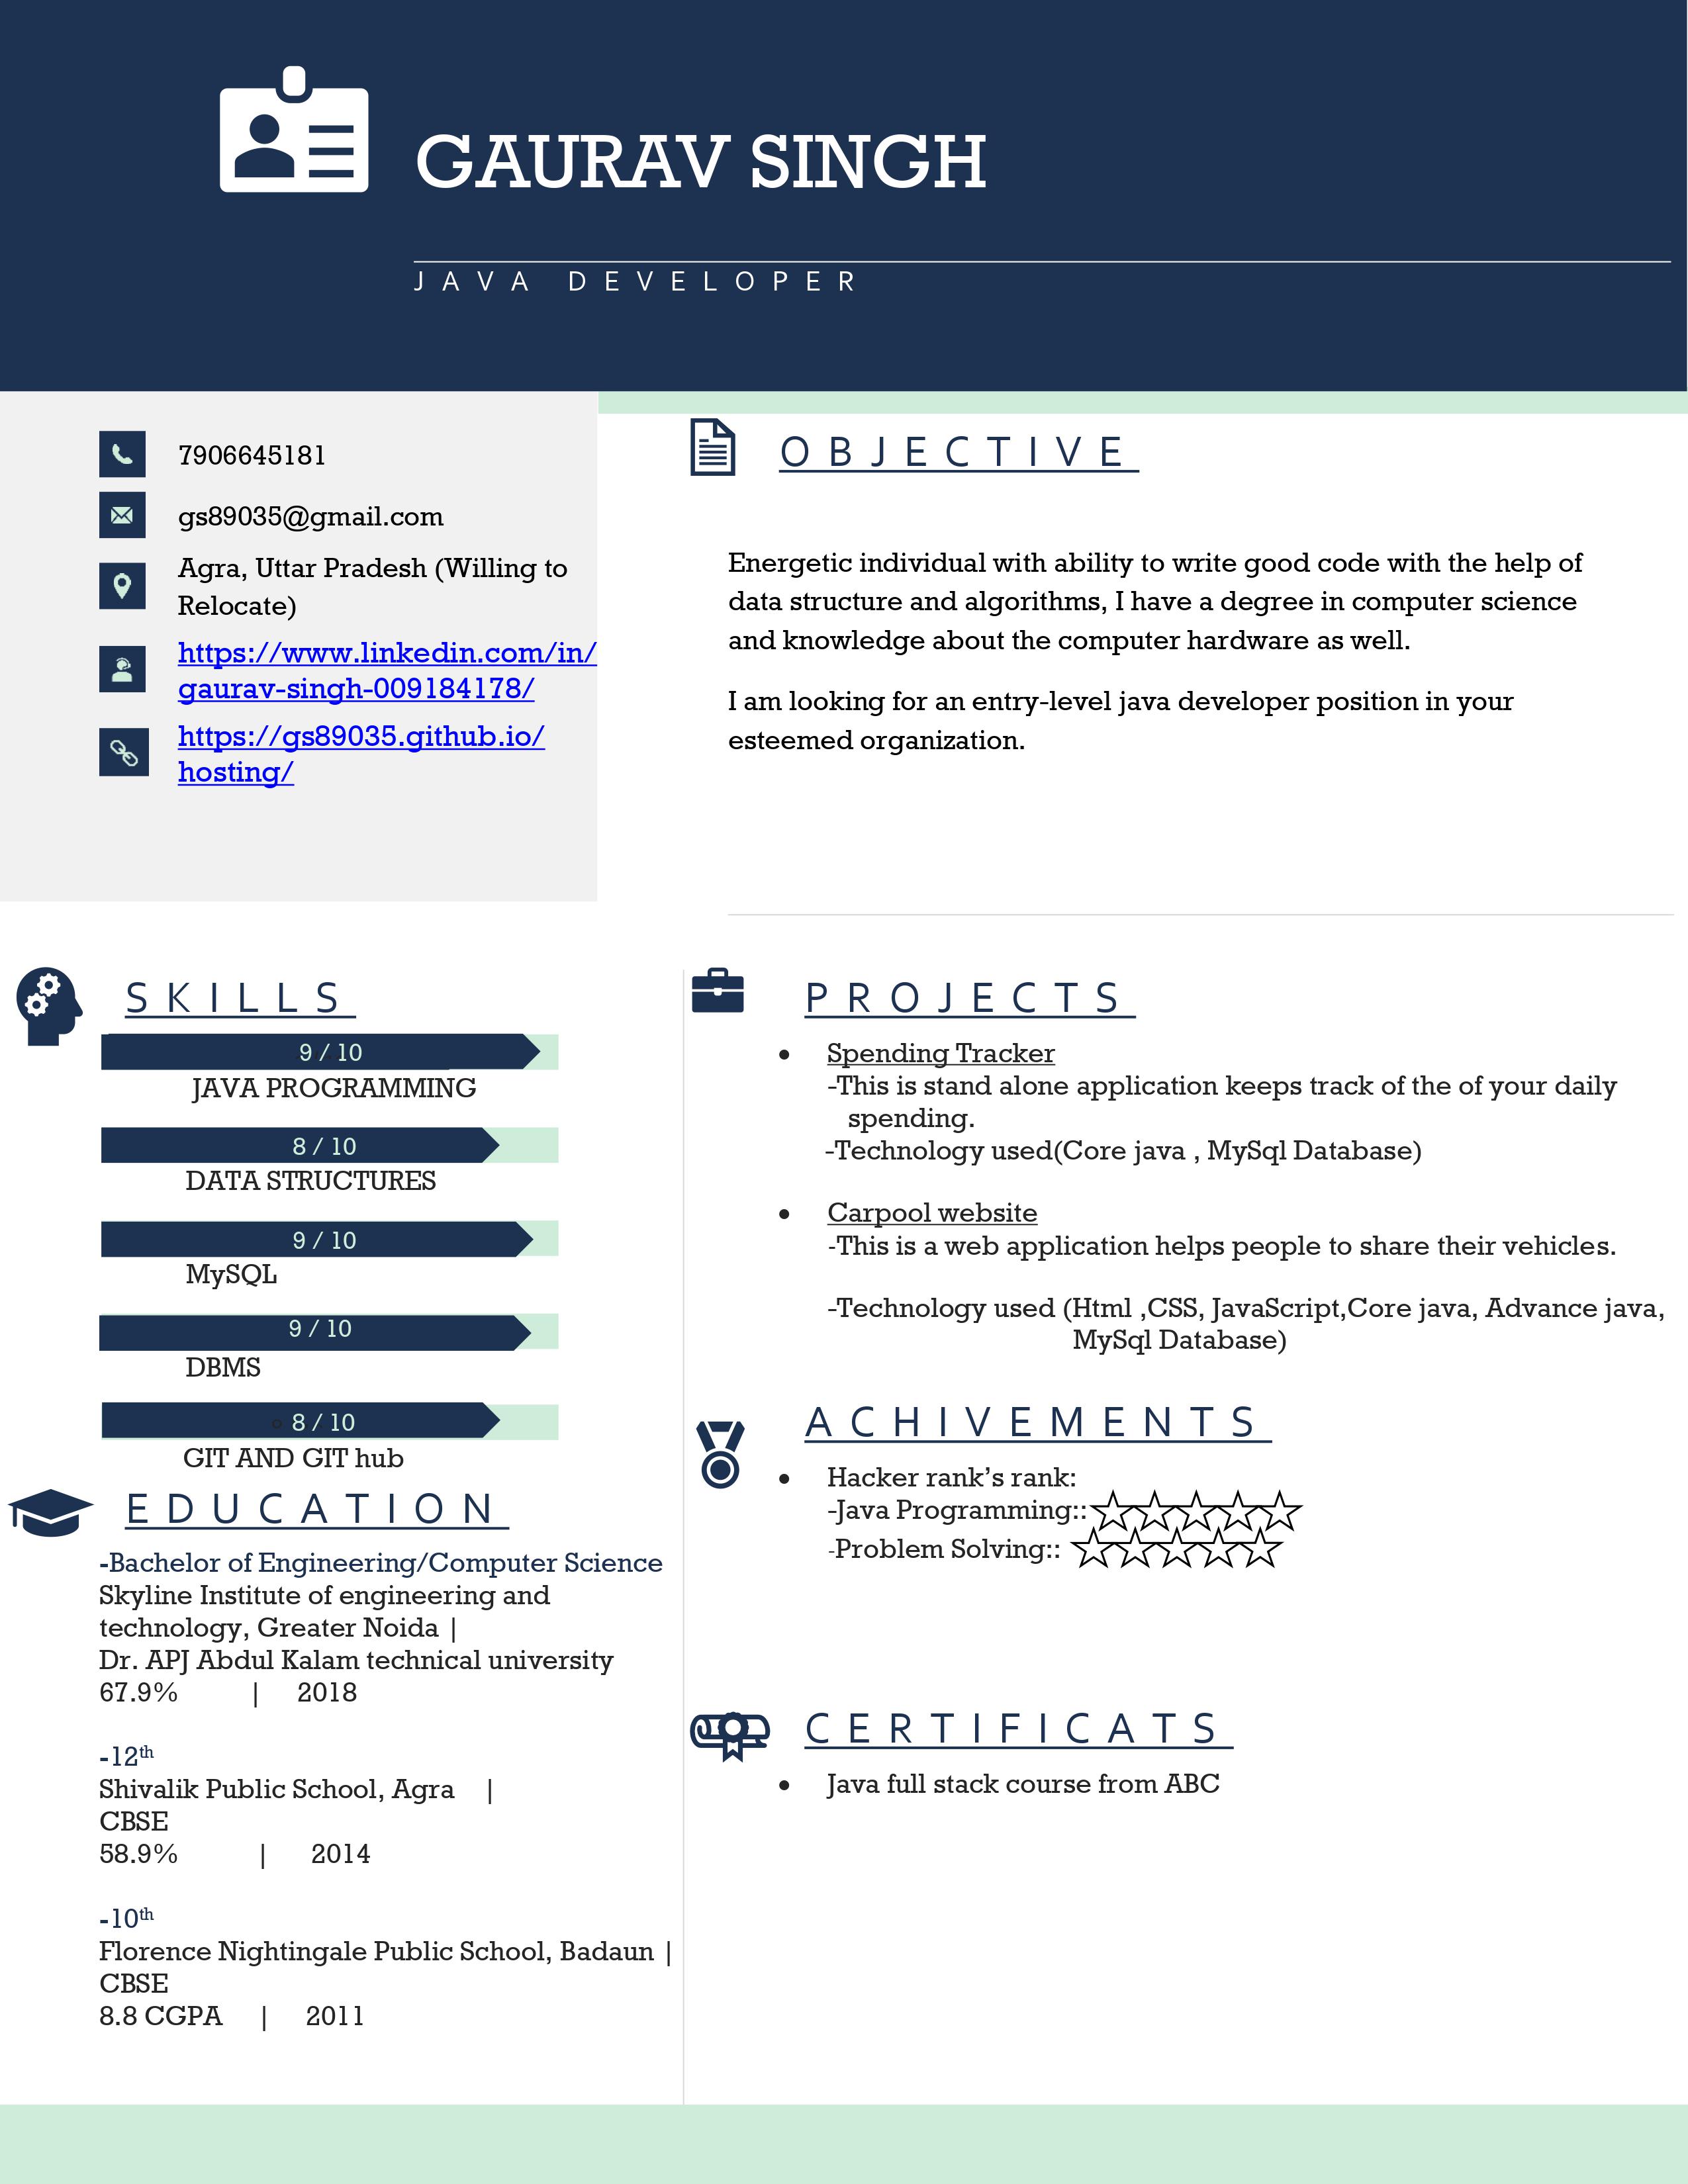 GAURAV SINGH
JAVA DEVELOPER
7906645181
gs89035@gmail.com
Agra, Uttar Pradesh (Willing to
Relocate)
https://www.linkedin.com/in/
gaurav-singh-009184178/
https://gs89035.github.io/
hosting/
OBJECTIVE
Energetic individual with ability to write good code with the help of
data structure and algorithms, I have a degree in computer science
and knowledge about the computer hardware as well.
I am looking for an entry-level java developer position in your
esteemed organization.
SKILLS
9 / 10
JAVA PROGRAMMING
8 / 10
DATA STRUCTURES
9 / 10
MySQL
9 / 10
DBMS
8 / 10
GIT AND GIT hub
EDUCATION
-Bachelor of Engineering/Computer Science
Skyline Institute of engineering and
technology, Greater Noida |
Dr. APJ Abdul Kalam technical university
67.9% | 2018
-12th
Shivalik Public School, Agra |
CBSE
58.9% | 2014
-10th
Florence Nightingale Public School, Badaun |
CBSE
8.8 CGPA | 2011
PROJECTS
• Spending Tracker
-This is stand alone application keeps track of the of your daily
spending.
-Technology used(Core java , MySql Database)
• Carpool website
-This is a web application helps people to share their vehicles.
-Technology used (Html ,CSS, JavaScript,Core java, Advance java,
MySql Database)
ACHIVEMENTS
• Hacker rank’s rank:
-Java Programming::
-Problem Solving::
CERTIFICATS
• Java full stack course from ABC